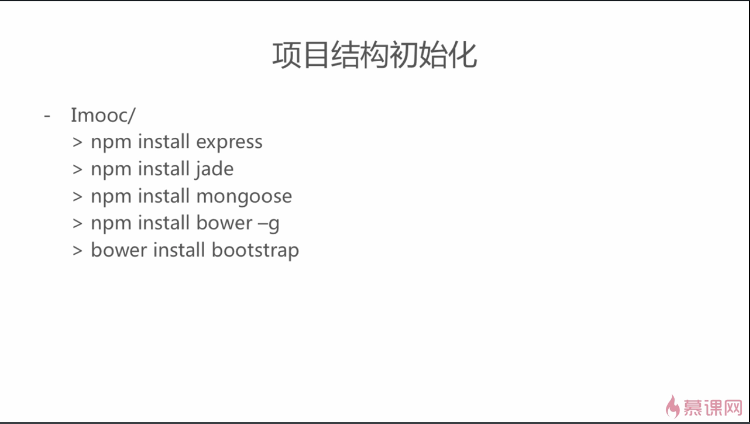 项目结构初始化
- Imooc/
> npm install express
> npm install jade
> npm install mongoose
> npm install bower –g
> bower install bootstrap
慕课网